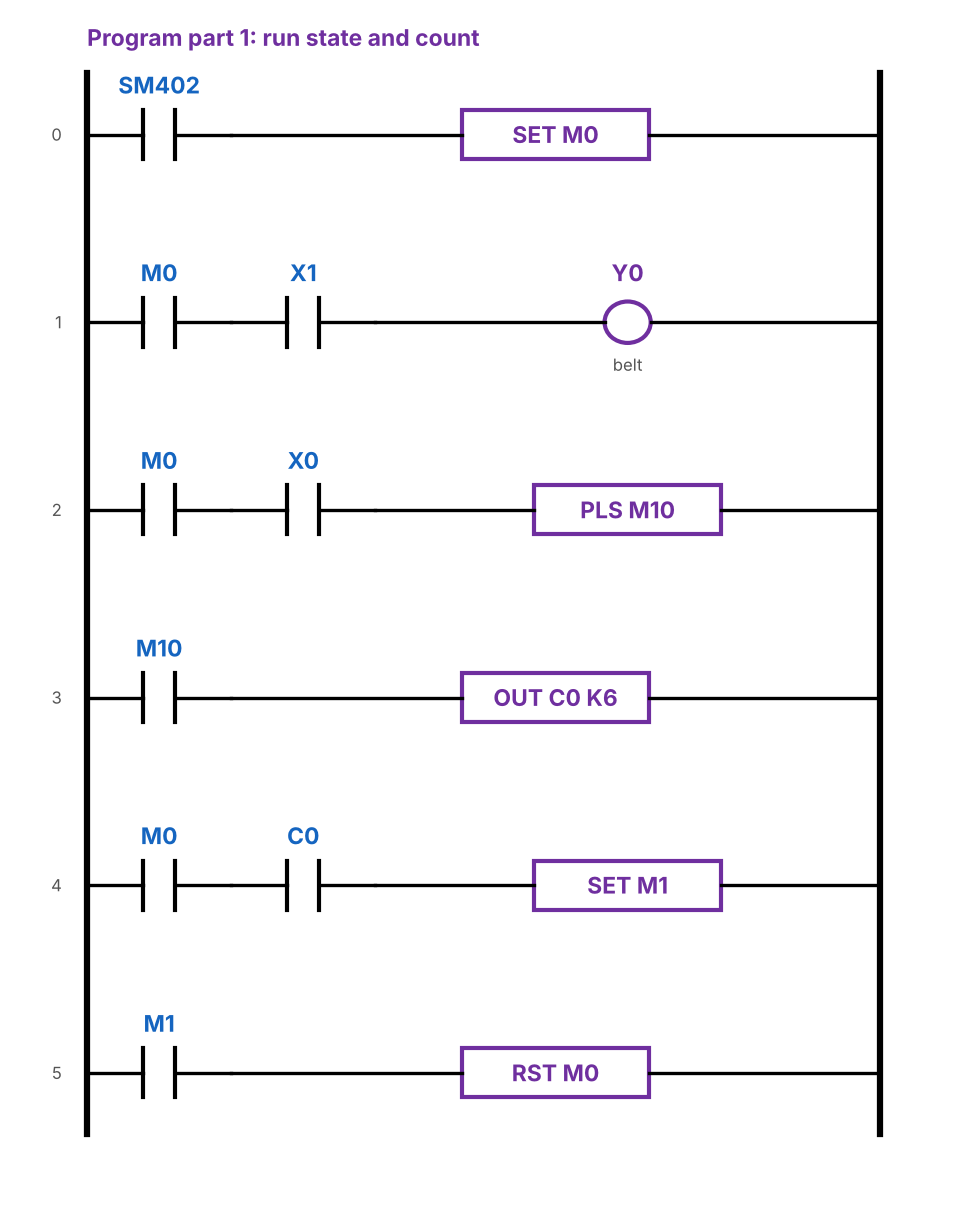 Program part 1: run state and count
SM402
0
SET M0
M0 X1 Y0
1
belt
M0 X0
2
PLS M10
M10
3
OUT C0 K6
M0 C0
4
SET M1
M1
5
RST M0